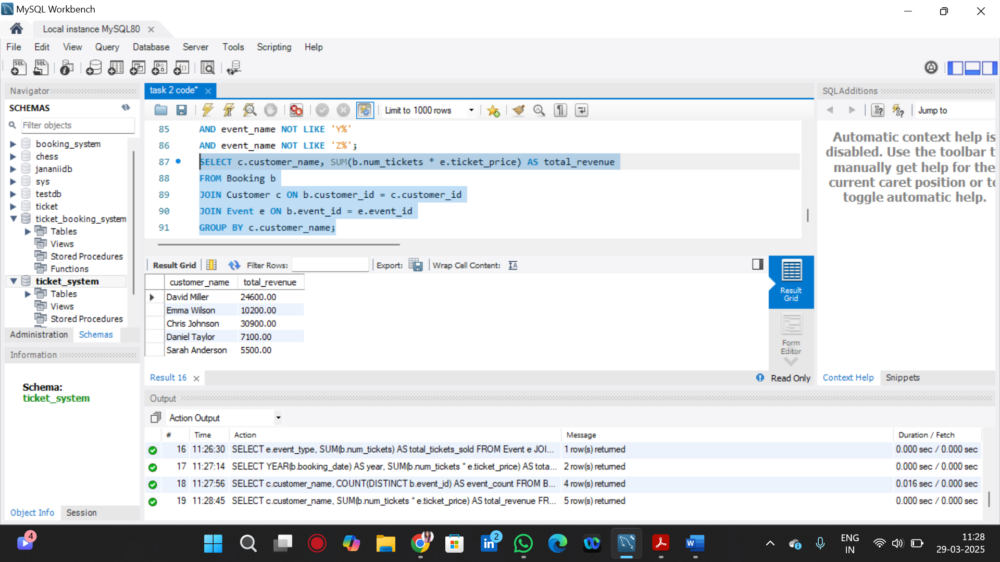 MySQL Workbench
Local instance MySQL80
File Edit View Query Database Server Tools Scripting Help
Navigator
SCHEMAS
Filter objects
booking_system
chess
jananiidb
sys
testdb
ticket
ticket_booking_system
Tables
Views
Stored Procedures
Functions
ticket_system
Tables
Views
Stored Procedures
Administration Schemas
Information
Schema:
ticket_system
Object Info Session
task 2 code*
Limit to 1000 rows
85 AND event_name NOT LIKE 'Y%'
86 AND event_name NOT LIKE 'Z%';
87 SELECT c.customer_name, SUM(b.num_tickets * e.ticket_price) AS total_revenue
88 FROM Booking b
89 JOIN Customer c ON b.customer_id = c.customer_id
90 JOIN Event e ON b.event_id = e.event_id
91 GROUP BY c.customer_name;
Result Grid Filter Rows: Export: Wrap Cell Content:
customer_name total_revenue
David Miller 24600.00
Emma Wilson 10200.00
Chris Johnson 30900.00
Daniel Taylor 7100.00
Sarah Anderson 5500.00
Result
Grid
Form
Editor
Result 16
Read Only
SQLAdditions
Jump to
Automatic context help is
disabled. Use the toolbar t
manually get help for the
current caret position or to
toggle automatic help.
Context Help Snippets
Output
Action Output
# Time Action Message Duration / Fetch
16 11:26:30 SELECT e.event_type, SUM(b.num_tickets) AS total_tickets_sold FROM Event e JOI... 1 row(s) returned 0.000 sec / 0.000 sec
17 11:27:14 SELECT YEAR(b.booking_date) AS year, SUM(b.num_tickets * e.ticket_price) AS tota... 2 row(s) returned 0.000 sec / 0.000 sec
18 11:27:56 SELECT c.customer_name, COUNT(DISTINCT b.event_id) AS event_count FROM B... 4 row(s) returned 0.016 sec / 0.000 sec
19 11:28:45 SELECT c.customer_name, SUM(b.num_tickets * e.ticket_price) AS total_revenue FR... 5 row(s) returned 0.000 sec / 0.000 sec
4
2
ENG
IN
11:28
29-03-2025